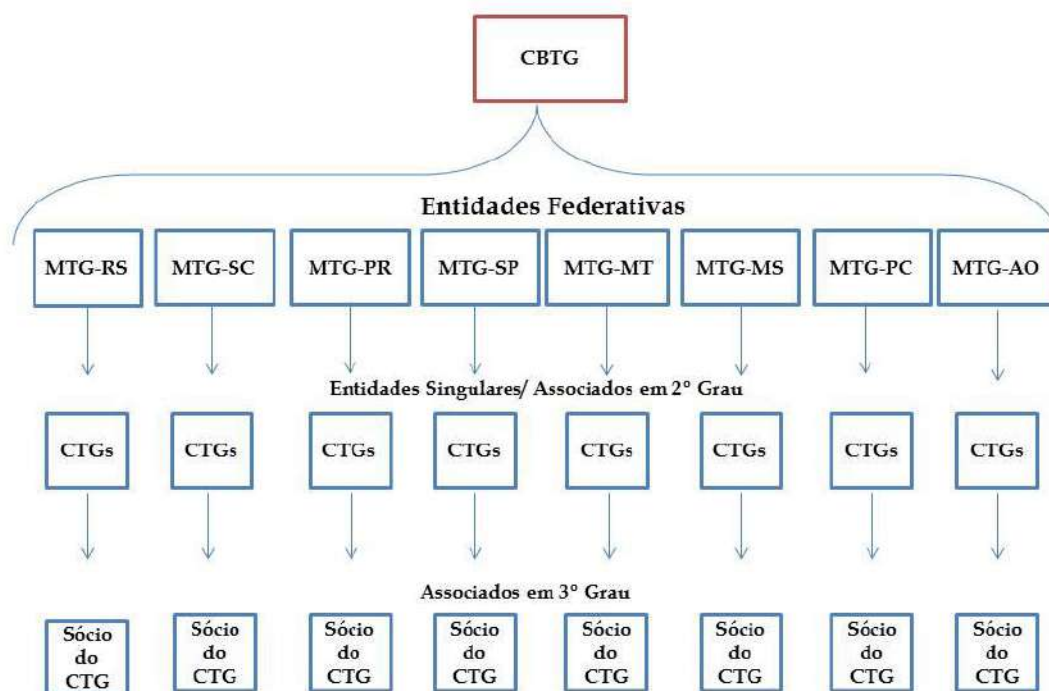 CBTG
Entidades Federativas
MTG-RS MTG-SC MTG-PR MTG-SP MTG-MT MTG-MS MTG-PC MTG-AO
Entidades Singulares/ Associados em 2° Grau
CTGs CTGs CTGs CTGs CTGs CTGs CTGs CTGs
Associados em 3° Grau
Sócio Sócio Sócio Sócio Sócio Sócio Sócio Sócio
do do do do do do do do
CTG CTG CTG CTG CTG CTG CTG CTG